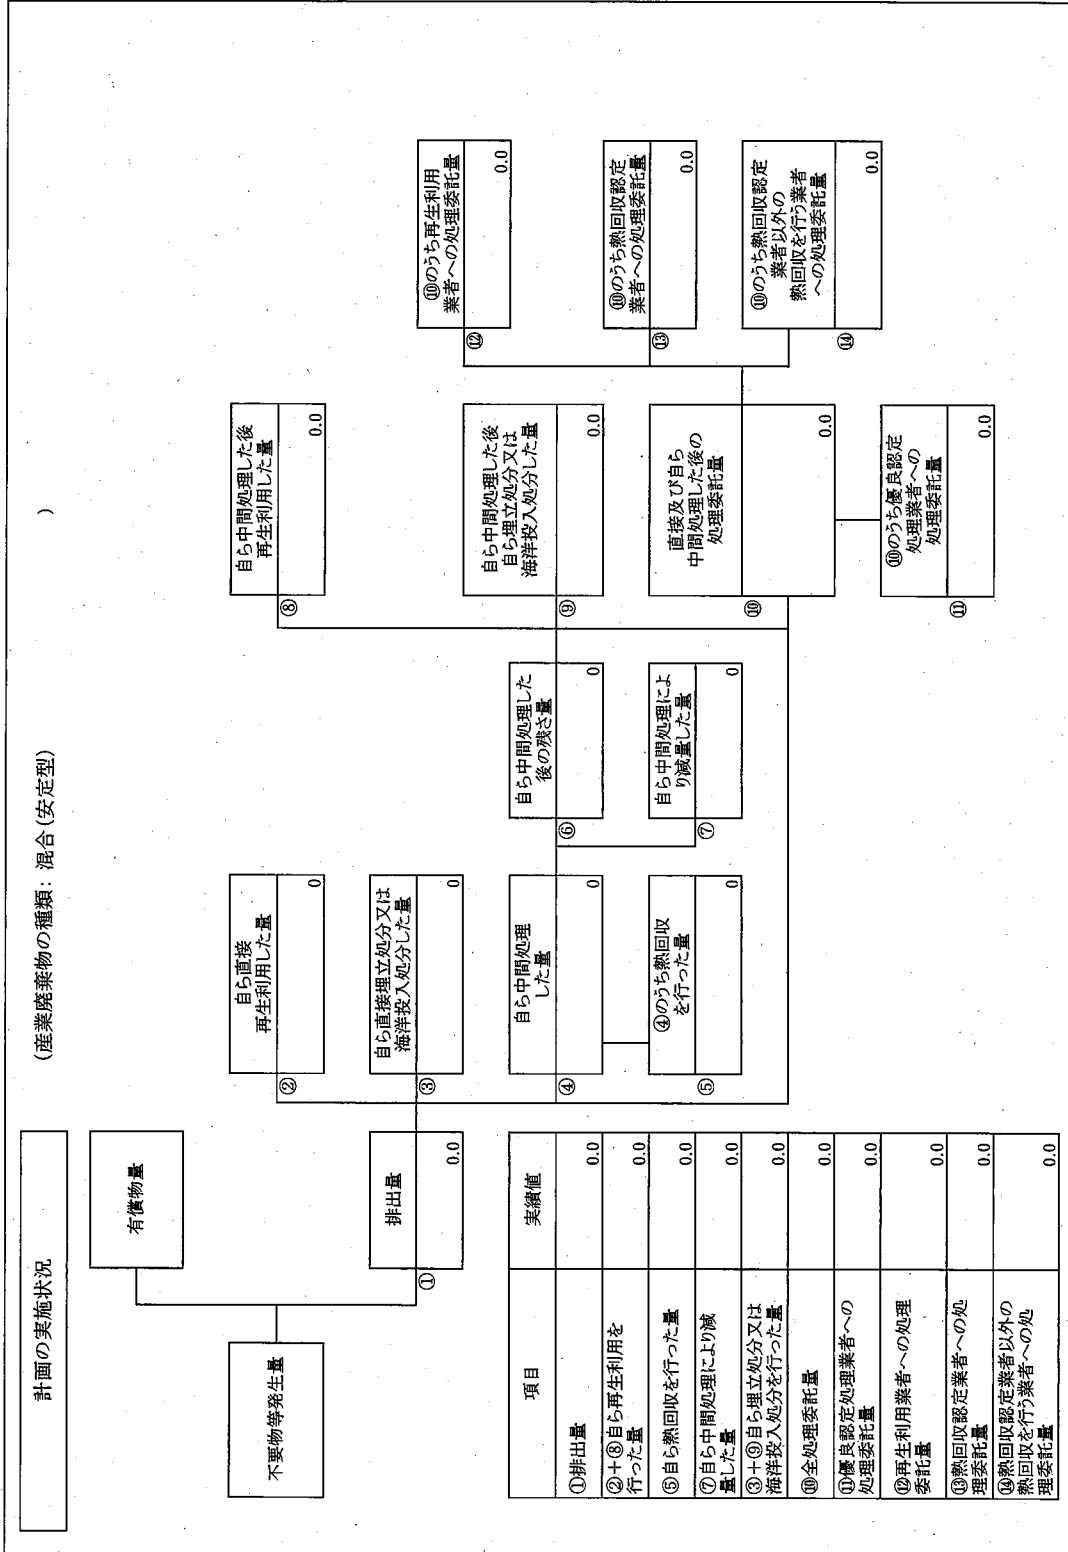 計画の実施状況
(産業廃棄物の種類: 混合(安定型)
)
不要物等発生量
有償物量
①
排出量
0.0
②
自ら直接
再生利用した量
0
③
自ら直接埋立処分又は
海洋投入処分した量
0
④
自ら中間処理
した量
0
⑤
④のうち熱回収
を行った量
0
⑥
自ら中間処理した
後の残さ量
0
⑦
自ら中間処理によ
り減量した量
0
⑧
自ら中間処理した後
再生利用した量
0.0
⑨
自ら中間処理した後
自ら埋立処分又は
海洋投入処分した量
0.0
⑩
直接及び自ら
中間処理した後の
処理委託量
0.0
⑪
⑩のうち優良認定
処理業者への
処理委託量
0.0
⑫
⑩のうち再生利用
業者への処理委託量
0.0
⑬
⑩のうち熱回収認定
業者への処理委託量
0.0
⑭
⑩のうち熱回収認定
業者以外の
熱回収を行う業者
への処理委託量
0.0
項目
実績値
①排出量
0.0
②+⑧自ら再生利用を
行った量
0.0
⑤自ら熱回収を行った量
0.0
⑦自ら中間処理により減
量した量
0.0
③+⑨自ら埋立処分又は
海洋投入処分を行った量
0.0
⑩全処理委託量
0.0
⑪優良認定処理業者への
処理委託量
0.0
⑫再生利用業者への処理
委託量
0.0
⑬熱回収認定業者への処
理委託量
0.0
⑭熱回収認定業者以外の
熱回収を行う業者への処
理委託量
0.0